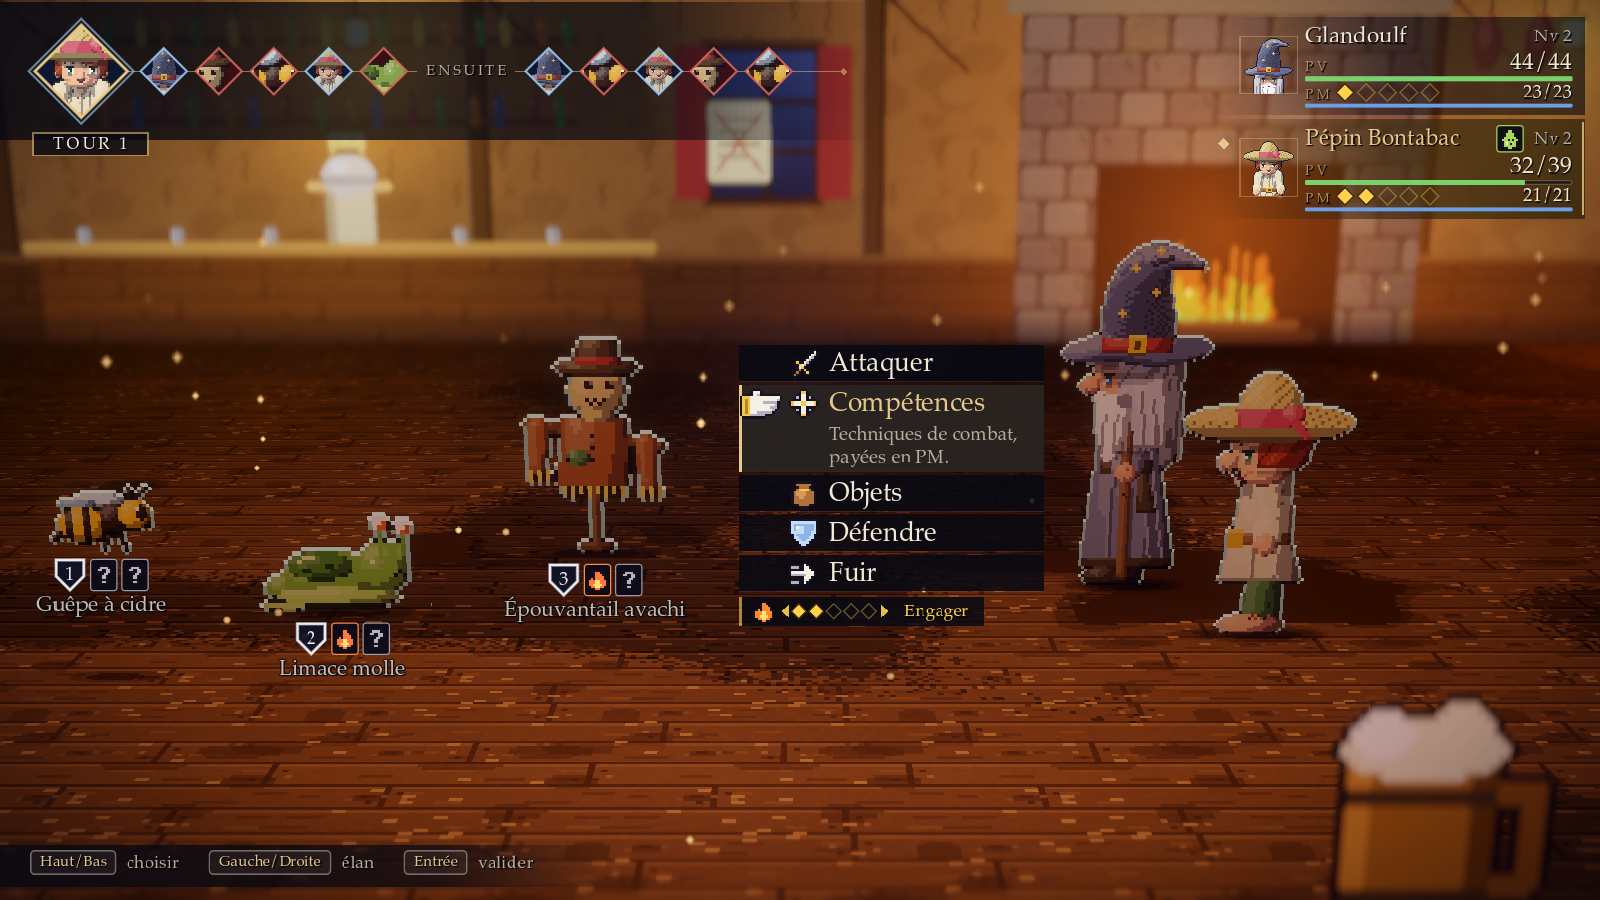 ENSUITE
TOUR 1
Glandoulf
Nv 2
PV
44/44
PM
23/23
Pépin Bontabac
Nv 2
PV
32/39
PM
21/21
Attaquer
Compétences
Techniques de combat,
payées en PM.
Objets
Défendre
Fuir
Engager
1 ? ?
Guêpe à cidre
2 ?
Limace molle
3 ?
Épouvantail avachi
Haut/Bas choisir Gauche/Droite élan Entrée valider